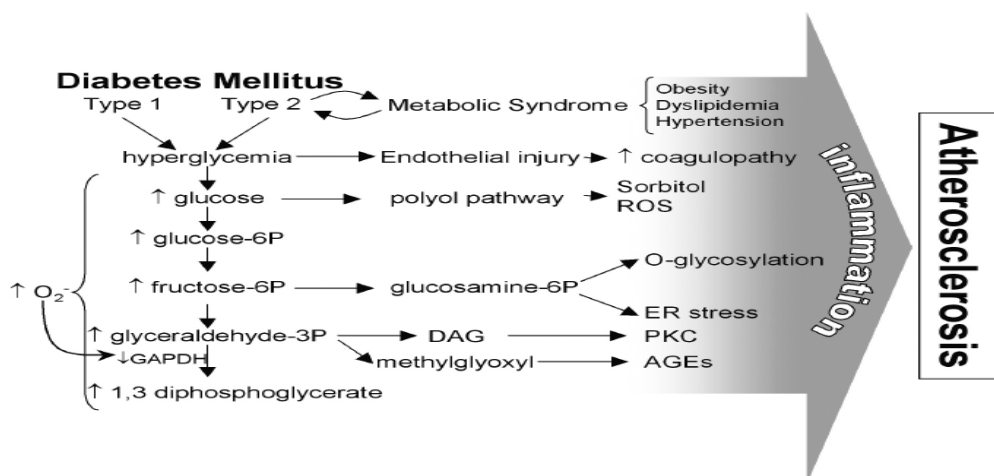 Diabetes Mellitus
Type 1 Type 2
Metabolic Syndrome
Obesity
Dyslipidemia
Hypertension
hyperglycemia Endothelial injury ↑ coagulopathy
↑ glucose polyol pathway Sorbitol
ROS
↑ glucose-6P
↑ fructose-6P glucosamine-6P O-glycosylation
ER stress
↑ O₂⁻
↑ glyceraldehyde-3P DAG PKC
↓GAPDH methylglyoxyl AGEs
↑ 1,3 diphosphoglycerate
inflammation
Atherosclerosis